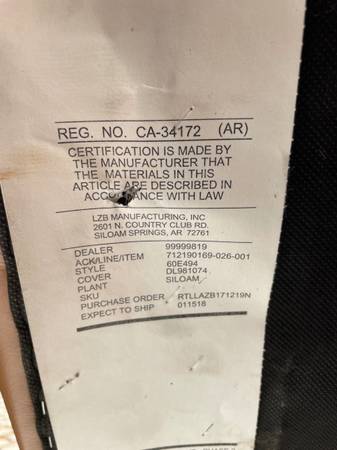 REG. NO. CA-34172 (AR)
CERTIFICATION IS MADE BY
THE MANUFACTURER THAT
THE MATERIALS IN THIS
ARTICLE ARE DESCRIBED IN
ACCORDANCE WITH LAW
LZB MANUFACTURING, INC
2601 N. COUNTRY CLUB RD.
SILOAM SPRINGS, AR 72761
DEALER 99999819
ACK/LINE/ITEM 712190169-026-001
STYLE 60E494
COVER DL981074
PLANT SILOAM
SKU
PURCHASE ORDER RTLLAZB171219N
EXPECT TO SHIP 011518